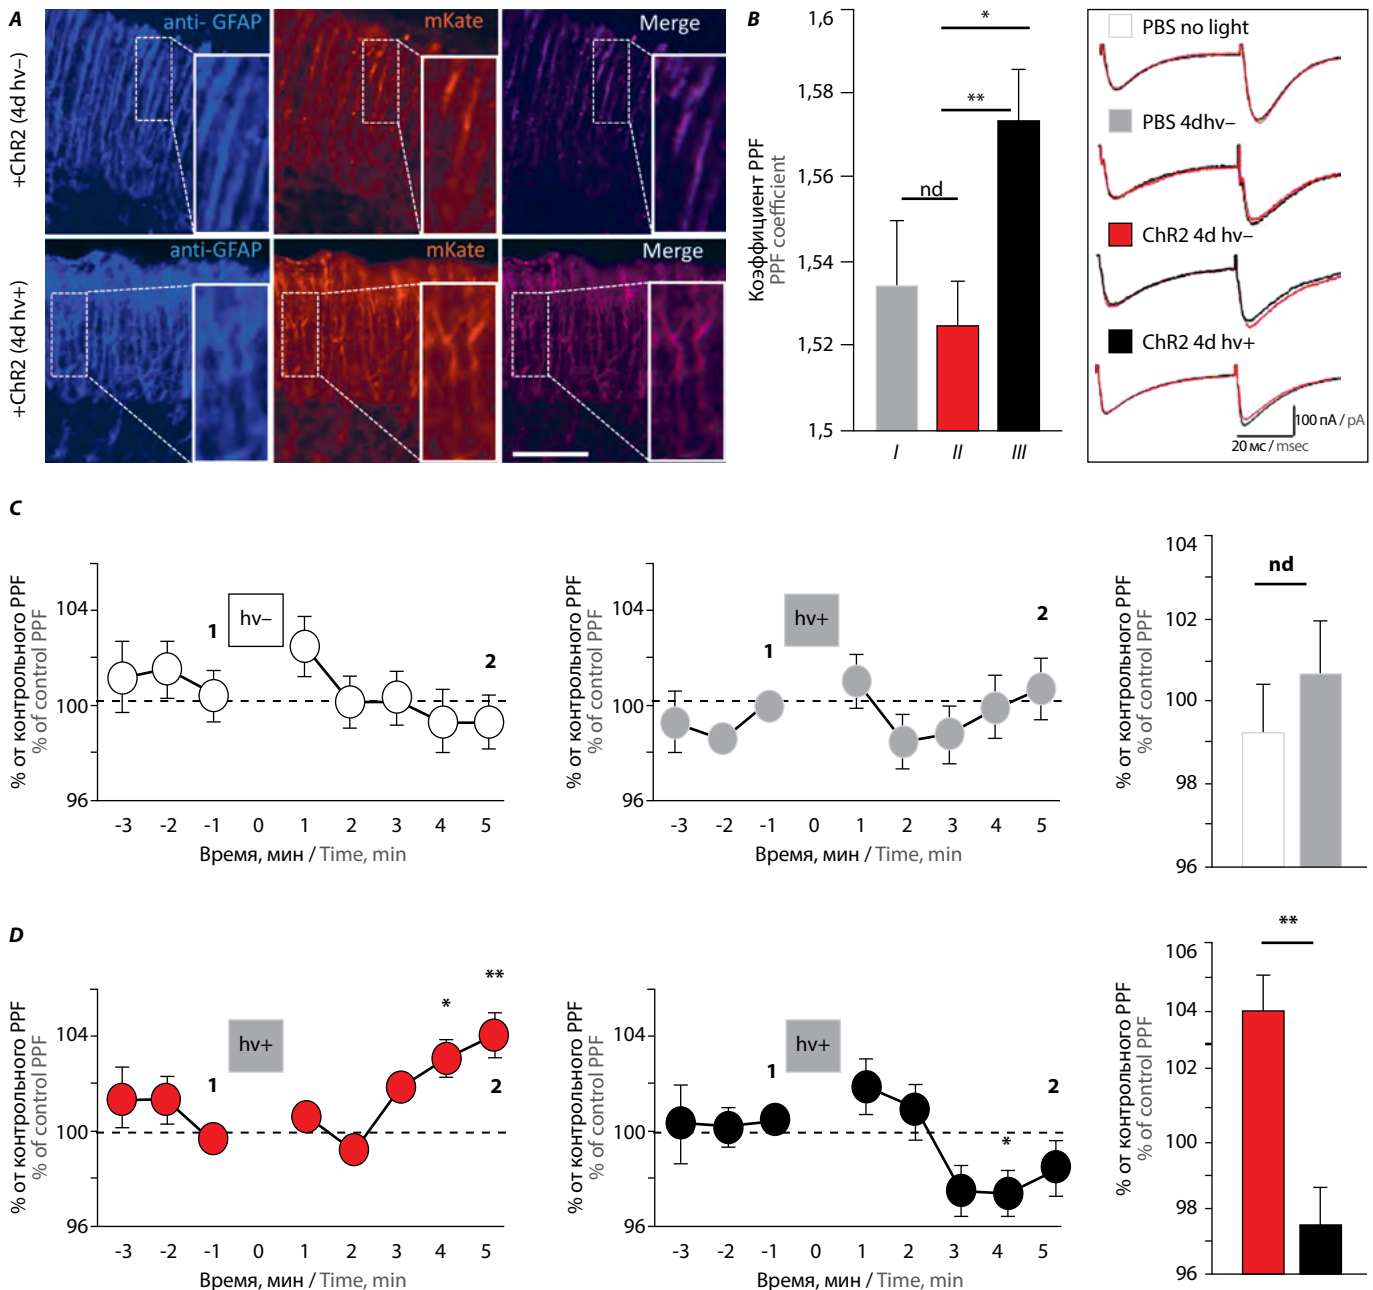 A
+ChR2 (4d hv–)
anti- GFAP
mKate
Merge
+ChR2 (4d hv+)
anti-GFAP
mKate
Merge
B
Коэффициент PPF
PPF coefficient
1,6
1,58
1,56
1,54
1,52
1,5
*
**
nd
I II III
PBS no light
PBS 4dhv–
ChR2 4d hv–
ChR2 4d hv+
100 пА / pA
20 мс / msec
C
% от контрольного PPF
% of control PPF
104
100
96
1
hv–
2
-3 -2 -1 0 1 2 3 4 5
Время, мин / Time, min
% от контрольного PPF
% of control PPF
104
100
96
1
hv+
2
-3 -2 -1 0 1 2 3 4 5
Время, мин / Time, min
% от контрольного PPF
% of control PPF
104
102
100
98
96
nd
D
% от контрольного PPF
% of control PPF
104
100
96
1
hv+
*
**
2
-3 -2 -1 0 1 2 3 4 5
Время, мин / Time, min
% от контрольного PPF
% of control PPF
104
100
96
1
hv+
*
2
-3 -2 -1 0 1 2 3 4 5
Время, мин / Time, min
% от контрольного PPF
% of control PPF
106
104
102
100
98
96
**